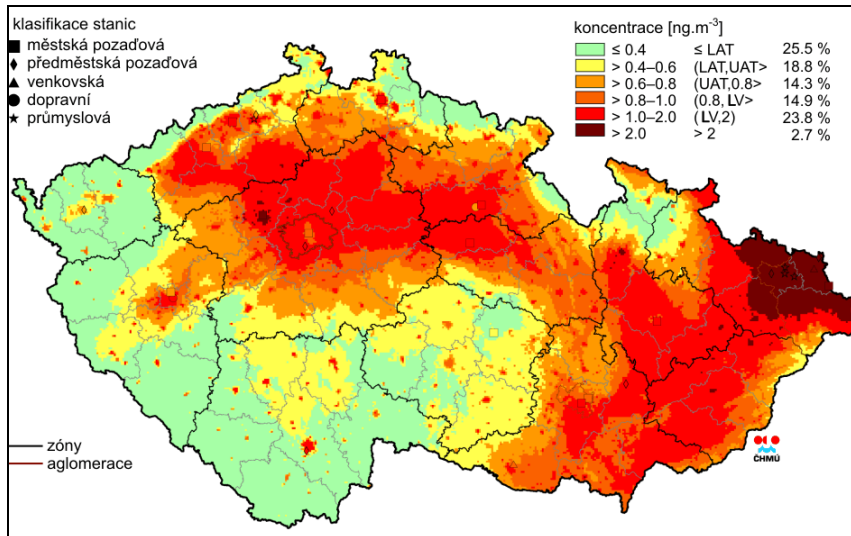 klasifikace stanic
městská pozaďová
předměstská pozaďová
venkovská
dopravní
průmyslová
koncentrace [ng.m⁻³]
≤ 0.4 ≤ LAT 25.5 %
> 0.4–0.6 (LAT,UAT> 18.8 %
> 0.6–0.8 (UAT,0.8> 14.3 %
> 0.8–1.0 (0.8, LV> 14.9 %
> 1.0–2.0 (LV,2) 23.8 %
> 2.0 > 2 2.7 %
zóny
aglomerace
ČHMÚ